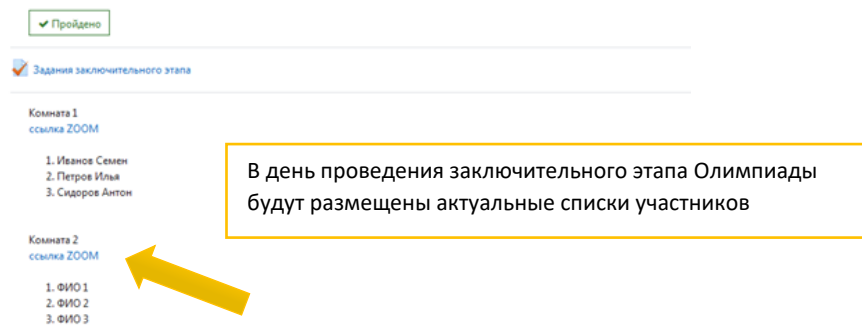 ✔ Пройдено
Задания заключительного этапа
Комната 1
ссылка ZOOM
1. Иванов Семен
2. Петров Илья
3. Сидоров Антон
В день проведения заключительного этапа Олимпиады
будут размещены актуальные списки участников
Комната 2
ссылка ZOOM
1. ФИО 1
2. ФИО 2
3. ФИО 3